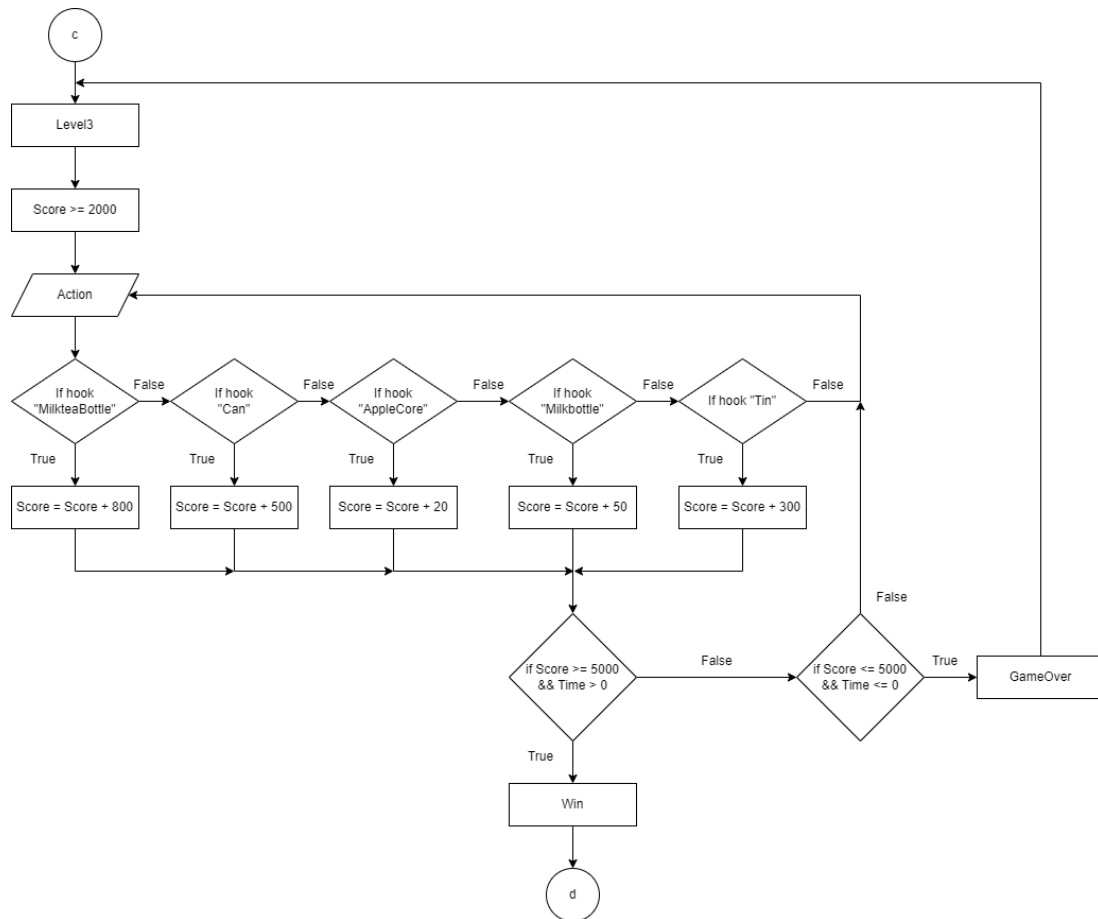 c
Level3
Score >= 2000
Action
If hook
"MilkteaBottle"
False
If hook
"Can"
False
If hook
"AppleCore"
False
If hook
"Milkbottle"
False
If hook "Tin"
False
True
True
True
True
True
Score = Score + 800
Score = Score + 500
Score = Score + 20
Score = Score + 50
Score = Score + 300
False
if Score >= 5000
&& Time > 0
False
if Score <= 5000
&& Time <= 0
True
GameOver
True
Win
d